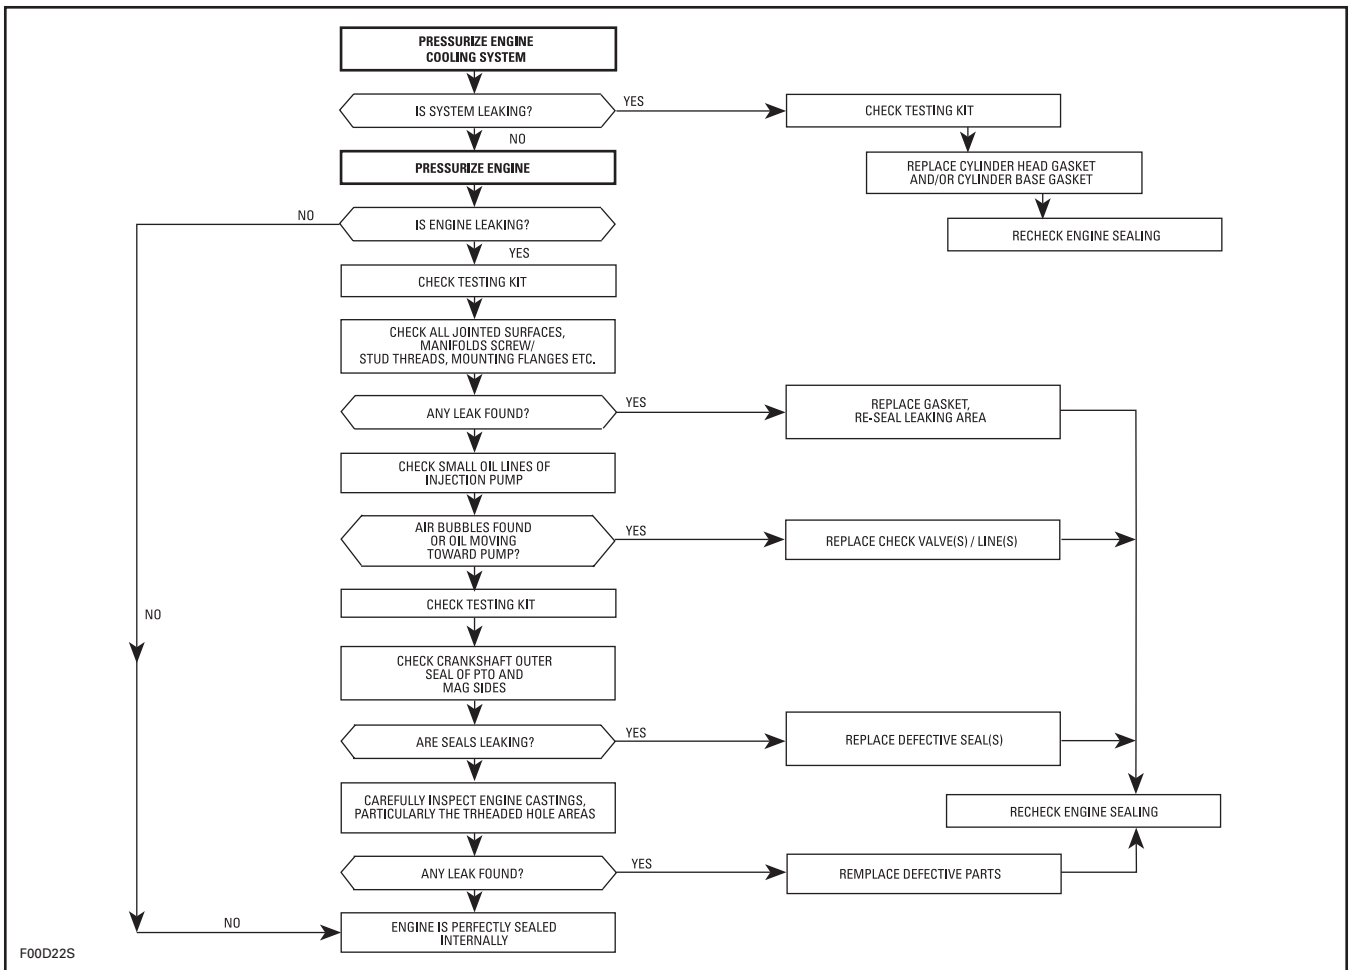 PRESSURIZE ENGINE
COOLING SYSTEM
IS SYSTEM LEAKING?
YES
CHECK TESTING KIT
NO
REPLACE CYLINDER HEAD GASKET
AND/OR CYLINDER BASE GASKET
RECHECK ENGINE SEALING
PRESSURIZE ENGINE
NO
IS ENGINE LEAKING?
YES
CHECK TESTING KIT
CHECK ALL JOINTED SURFACES,
MANIFOLDS SCREW/
STUD THREADS, MOUNTING FLANGES ETC.
ANY LEAK FOUND?
YES
REPLACE GASKET,
RE-SEAL LEAKING AREA
CHECK SMALL OIL LINES OF
INJECTION PUMP
AIR BUBBLES FOUND
OR OIL MOVING
TOWARD PUMP?
YES
REPLACE CHECK VALVE(S) / LINE(S)
CHECK TESTING KIT
NO
CHECK CRANKSHAFT OUTER
SEAL OF PTO AND
MAG SIDES
ARE SEALS LEAKING?
YES
REPLACE DEFECTIVE SEAL(S)
CAREFULLY INSPECT ENGINE CASTINGS,
PARTICULARLY THE TRHEADED HOLE AREAS
RECHECK ENGINE SEALING
ANY LEAK FOUND?
YES
REMPLACE DEFECTIVE PARTS
NO
ENGINE IS PERFECTLY SEALED
INTERNALLY
F00D22S